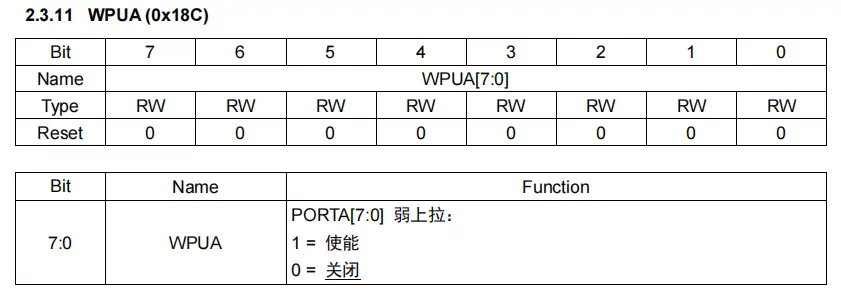 2.3.11 WPUA (0x18C)
Bit 7 6 5 4 3 2 1 0
Name WPUA[7:0]
Type RW RW RW RW RW RW RW RW
Reset 0 0 0 0 0 0 0 0
Bit Name Function
7:0 WPUA PORTA[7:0] 弱上拉：
1 = 使能
0 = 关闭